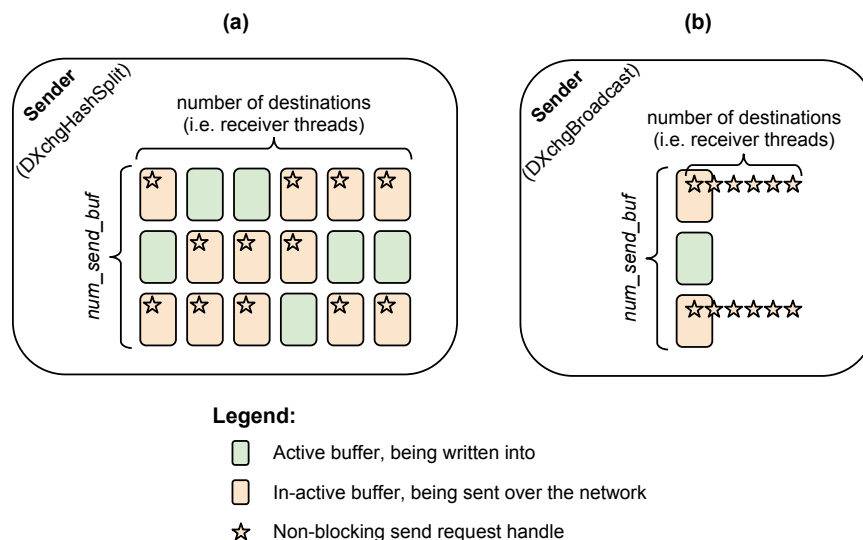 (a)
Sender
(DXchgHashSplit)
number of destinations
(i.e. receiver threads)
num_send_buf
(b)
Sender
(DXchgBroadcast)
number of destinations
(i.e. receiver threads)
num_send_buf
Legend:
Active buffer, being written into
In-active buffer, being sent over the network
Non-blocking send request handle